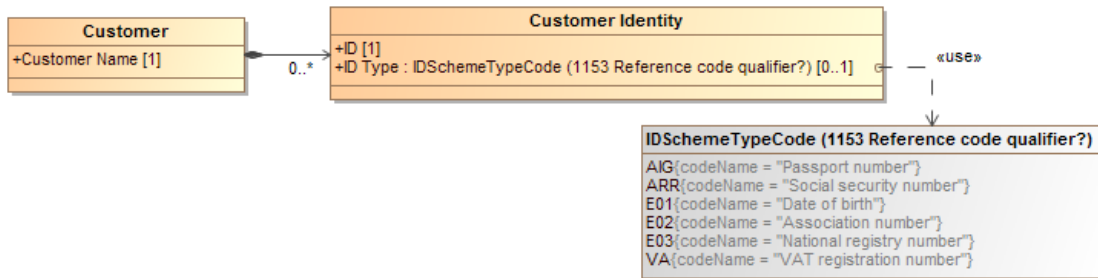 Customer
+Customer Name [1]
0..*
Customer Identity
+ID [1]
+ID Type : IDSchemeTypeCode (1153 Reference code qualifier?) [0..1]
«use»
IDSchemeTypeCode (1153 Reference code qualifier?)
AIG{codeName = "Passport number"}
ARR{codeName = "Social security number"}
E01{codeName = "Date of birth"}
E02{codeName = "Association number"}
E03{codeName = "National registry number"}
VA{codeName = "VAT registration number"}